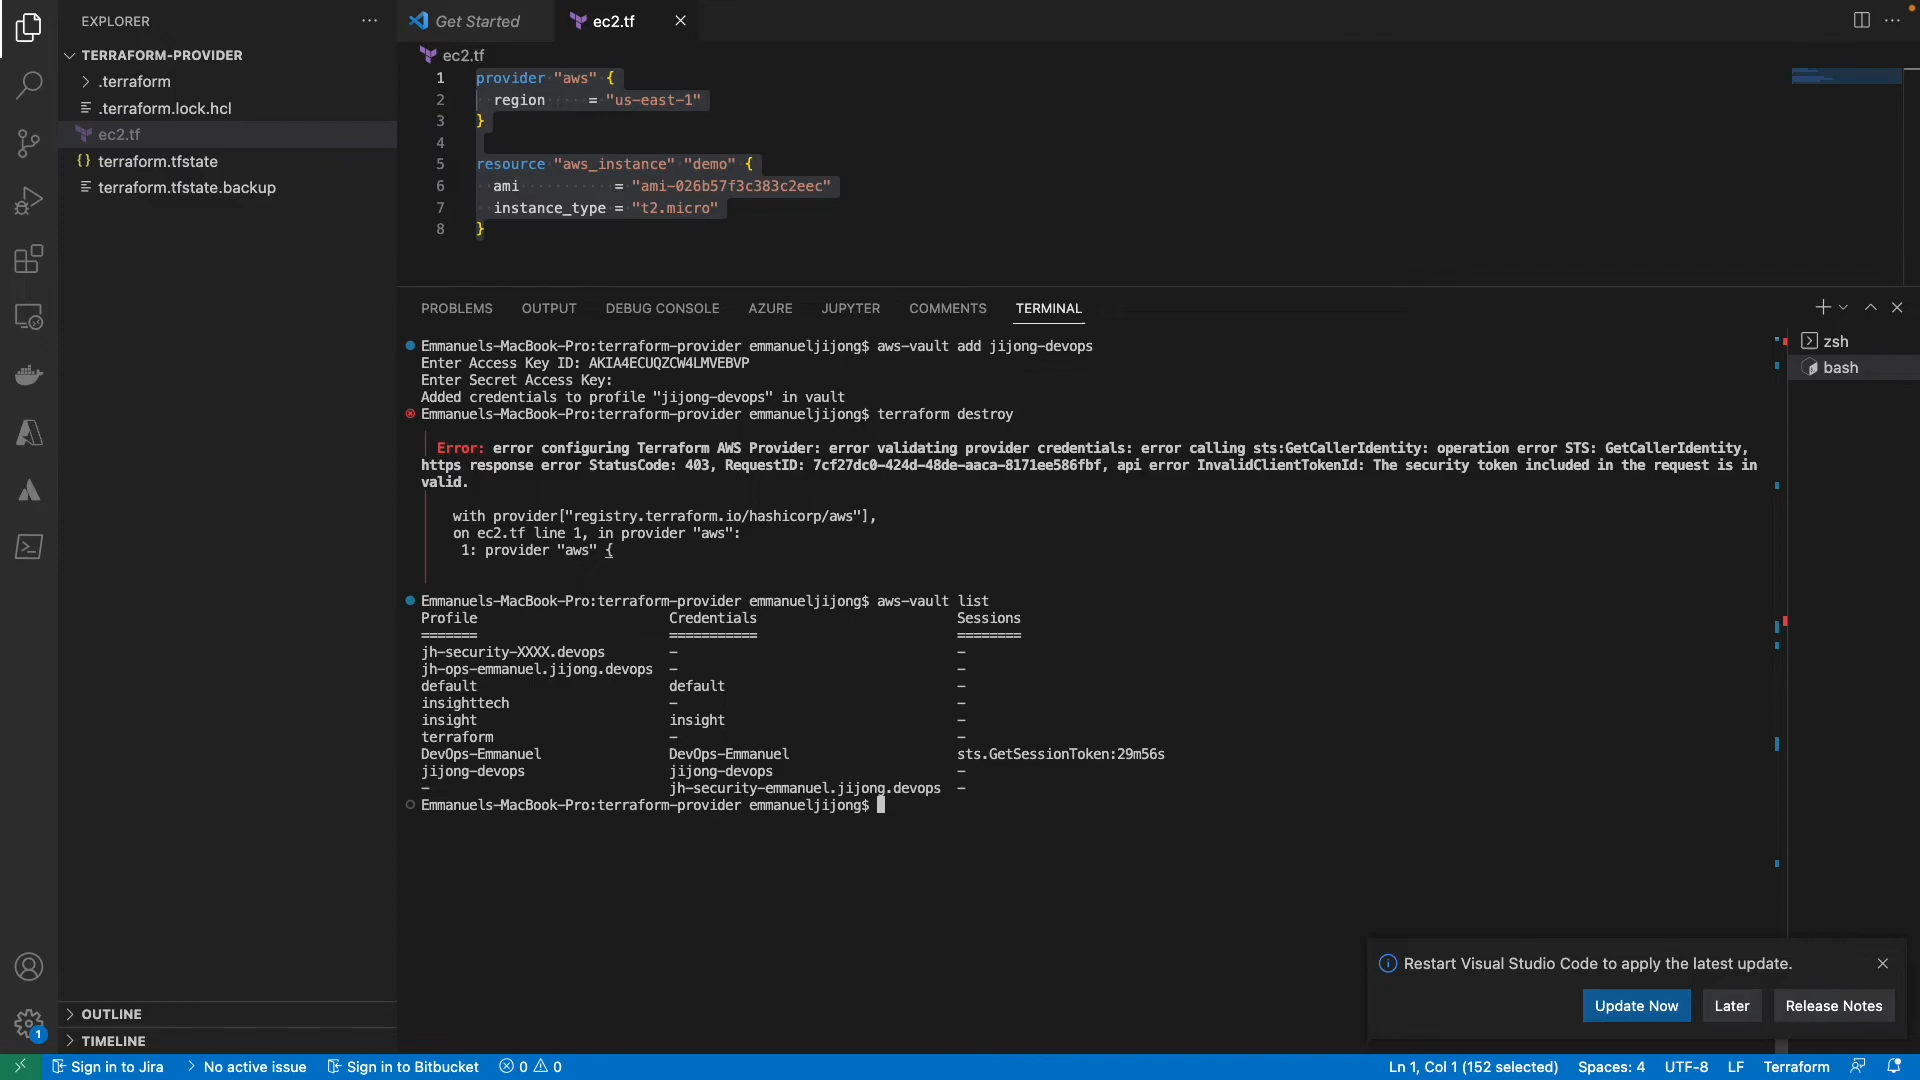 EXPLORER
TERRAFORM-PROVIDER
.terraform
.terraform.lock.hcl
ec2.tf
terraform.tfstate
terraform.tfstate.backup
OUTLINE
TIMELINE
Get Started
ec2.tf
ec2.tf
1 provider "aws" {
2 region = "us-east-1"
3 }
4
5 resource "aws_instance" "demo" {
6 ami = "ami-026b57f3c383c2eec"
7 instance_type = "t2.micro"
8 }
PROBLEMS OUTPUT DEBUG CONSOLE AZURE JUPYTER COMMENTS TERMINAL
zsh
bash
Emmanuels-MacBook-Pro:terraform-provider emmanueljijong$ aws-vault add jijong-devops
Enter Access Key ID: AKIA4ECUQZCW4LMVEBVP
Enter Secret Access Key:
Added credentials to profile "jijong-devops" in vault
Emmanuels-MacBook-Pro:terraform-provider emmanueljijong$ terraform destroy
Error: error configuring Terraform AWS Provider: error validating provider credentials: error calling sts:GetCallerIdentity: operation error STS: GetCallerIdentity,
https response error StatusCode: 403, RequestID: 7cf27dc0-424d-48de-aaca-8171ee586fbf, api error InvalidClientTokenId: The security token included in the request is in
valid.
with provider["registry.terraform.io/hashicorp/aws"],
on ec2.tf line 1, in provider "aws":
1: provider "aws" {
Emmanuels-MacBook-Pro:terraform-provider emmanueljijong$ aws-vault list
Profile Credentials Sessions
======= =========== ========
jh-security-XXXX.devops - -
jh-ops-emmanuel.jijong.devops - -
default default -
insighttech - -
insight insight -
terraform - -
DevOps-Emmanuel DevOps-Emmanuel sts.GetSessionToken:29m56s
jijong-devops jijong-devops -
- jh-security-emmanuel.jijong.devops -
Emmanuels-MacBook-Pro:terraform-provider emmanueljijong$
Restart Visual Studio Code to apply the latest update.
Update Now Later Release Notes
1
Sign in to Jira No active issue Sign in to Bitbucket 0 0 Ln 1, Col 1 (152 selected) Spaces: 4 UTF-8 LF Terraform